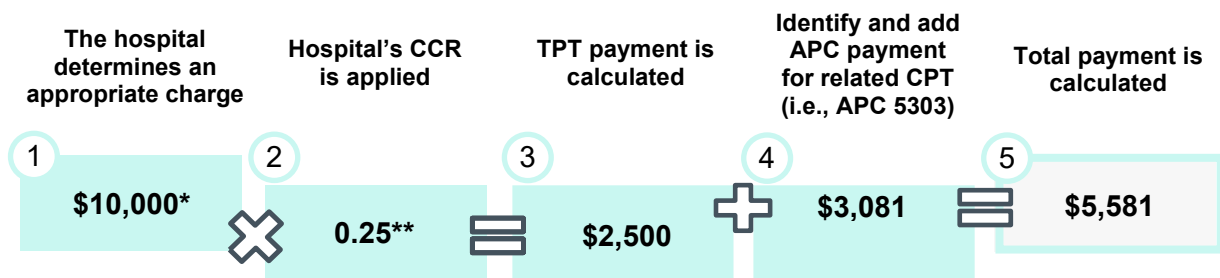 The hospital
determines an
appropriate charge
Hospital's CCR
is applied
TPT payment is
calculated
Identify and add
APC payment
for related CPT
(i.e., APC 5303)
Total payment is
calculated
1
$10,000*
2
0.25**
3
$2,500
4
$3,081
5
$5,581